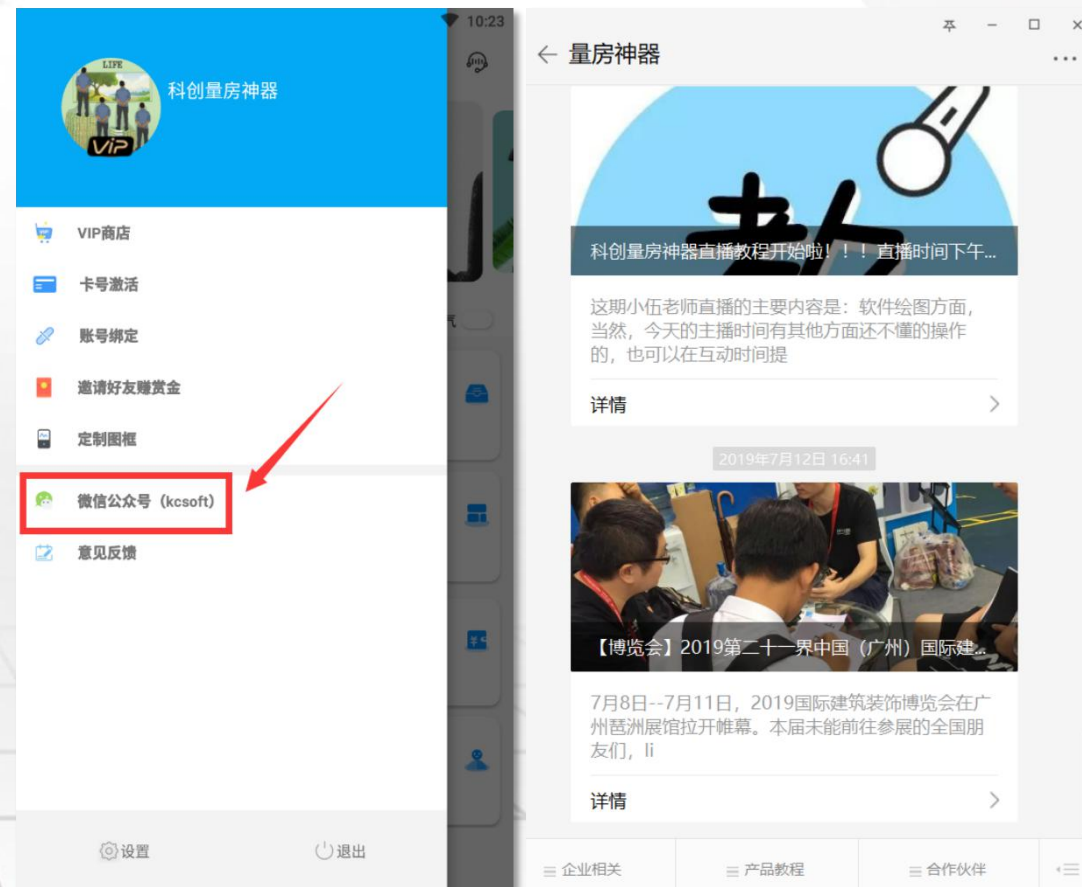 10:23
LIFE
VIP
科创量房神器
VIP商店
卡号激活
账号绑定
邀请好友赚赏金
定制图框
微信公众号（kcsoft）
意见反馈
气
设置
退出
量房神器
教
科创量房神器直播教程开始啦！！！直播时间下午...
这期小伍老师直播的主要内容是：软件绘图方面，
当然，今天的主播时间有其他方面还不懂的操作
的，也可以在互动时间提
详情
2019年7月12日 16:41
【博览会】2019第二十一界中国（广州）国际建...
7月8日--7月11日，2019国际建筑装饰博览会在广
州琶洲展馆拉开帷幕。本届未能前往参展的全国朋
友们，li
详情
企业相关
产品教程
合作伙伴